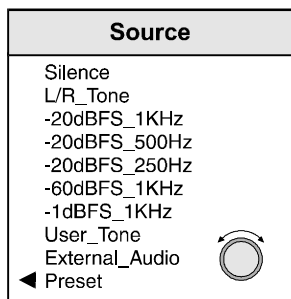 Source
Silence
L/R_Tone
-20dBFS_1KHz
-20dBFS_500Hz
-20dBFS_250Hz
-60dBFS_1KHz
-1dBFS_1KHz
User_Tone
External_Audio
Preset